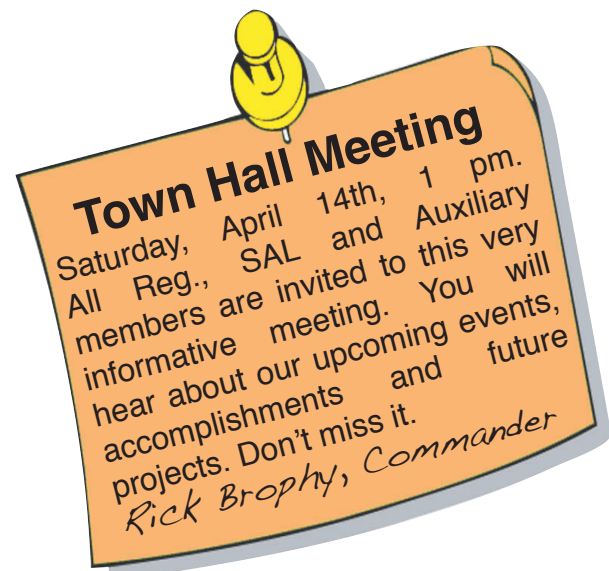 Town Hall Meeting
Saturday, April 14th, 1 pm.
All Reg., SAL and Auxiliary
members are invited to this very
informative meeting. You will
hear about our upcoming events,
accomplishments and future
projects. Don't miss it.
Rick Brophy, Commander